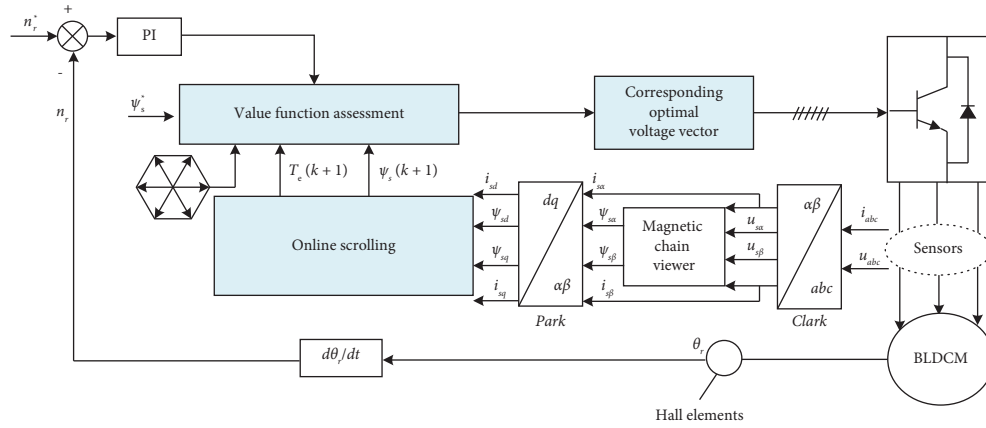 n_r^*
+
-
PI
n_r
ψ_s^*
Value function assessment
Corresponding
optimal
voltage vector
T_e (k+1)
ψ_s (k+1)
Online scrolling
i_sd
ψ_sd
ψ_sq
i_sq
dq
αβ
Park
i_sα
ψ_sα
ψ_sβ
i_sβ
Magnetic
chain
viewer
u_sα
u_sβ
αβ
abc
Clark
i_abc
u_abc
Sensors
BLDCM
θ_r
Hall elements
dθ_r/dt